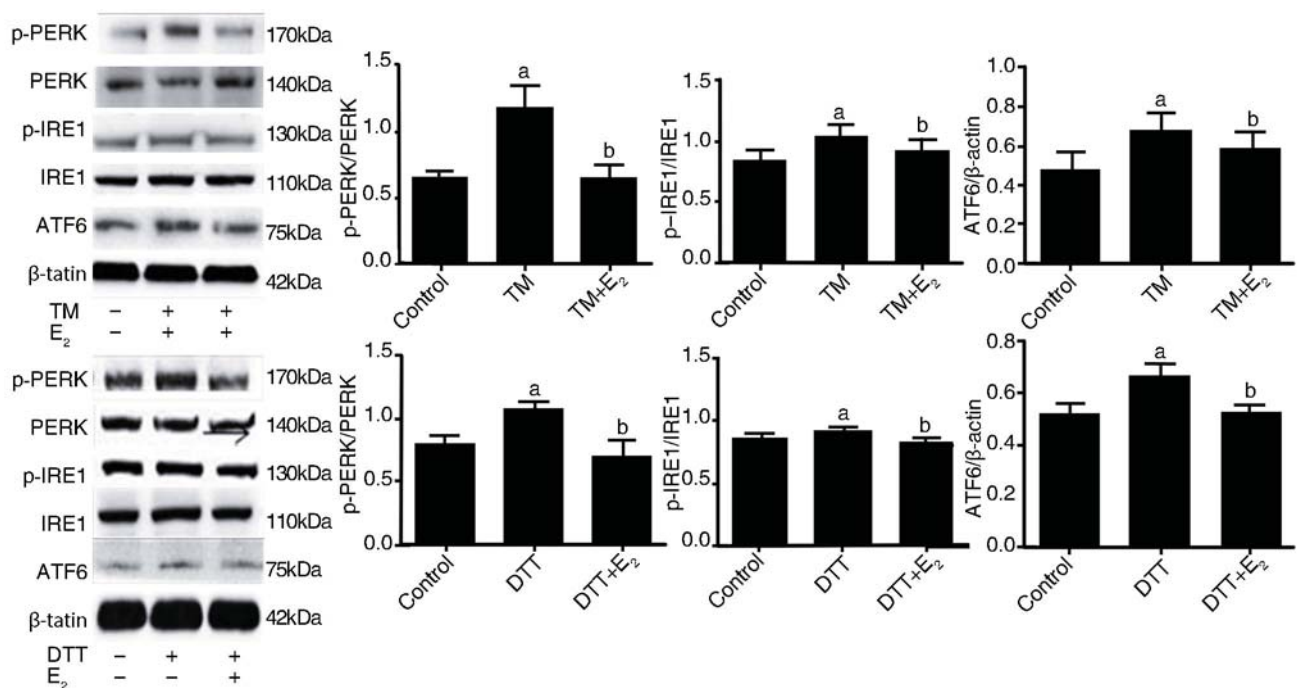 p-PERK 170kDa
PERK 140kDa
p-IRE1 130kDa
IRE1 110kDa
ATF6 75kDa
β-tatin 42kDa
TM - + +
E₂ - + +
p-PERK/PERK
1.5
1.0
0.5
0.0
a
b
Control TM TM+E₂
p-IRE1/IRE1
1.5
1.0
0.5
0.0
a
b
Control TM TM+E₂
ATF6/β-actin
1.0
0.8
0.6
0.4
0.2
0.0
a
b
Control TM TM+E₂
p-PERK 170kDa
PERK 140kDa
p-IRE1 130kDa
IRE1 110kDa
ATF6 75kDa
β-tatin 42kDa
DTT - + +
E₂ - - +
p-PERK/PERK
1.5
1.0
0.5
0.0
a
b
Control DTT DTT+E₂
p-IRE1/IRE1
1.5
1.0
0.5
0.0
a
b
Control DTT DTT+E₂
ATF6/β-actin
0.8
0.6
0.4
0.2
0.0
a
b
Control DTT DTT+E₂